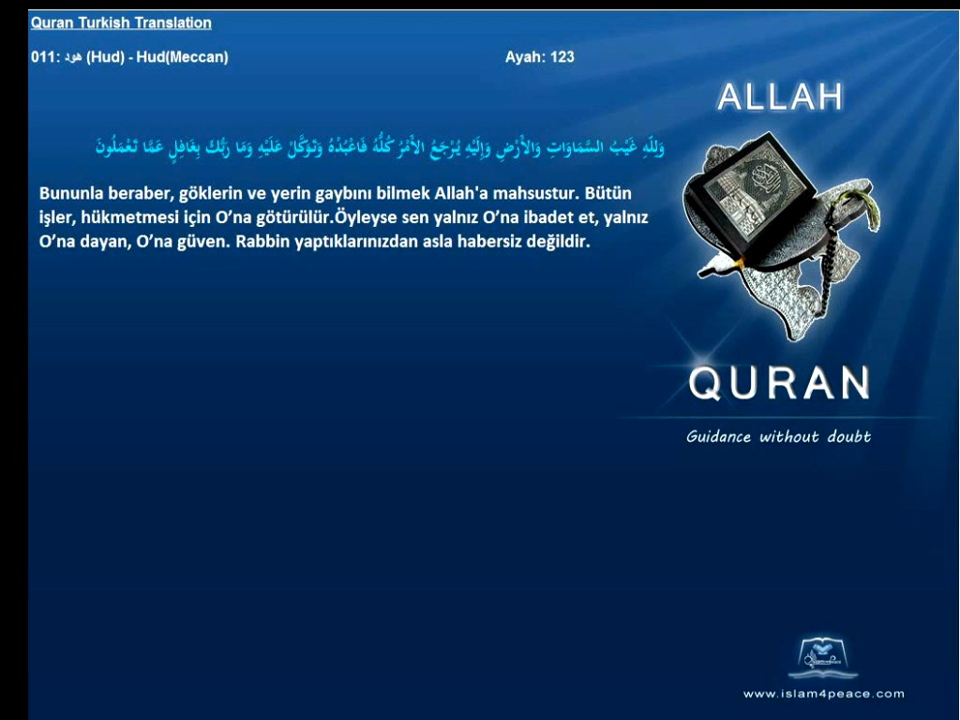 Quran Turkish Translation
011: هود (Hud) - Hud(Meccan) Ayah: 123
ALLAH
وَلِلَّهِ غَيْبُ السَّمَاوَاتِ وَالأَرْضِ وَإِلَيْهِ يُرْجَعُ الأَمْرُ كُلُّهُ فَاعْبُدْهُ وَتَوَكَّلْ عَلَيْهِ وَمَا رَبُّكَ بِغَافِلٍ عَمَّا تَعْمَلُونَ
Bununla beraber, göklerin ve yerin gaybını bilmek Allah'a mahsustur. Bütün
işler, hükmetmesi için O’na götürülür.Öyleyse sen yalnız O’na ibadet et, yalnız
O’na dayan, O’na güven. Rabbin yaptıklarınızdan asla habersiz değildir.
QURAN
Guidance without doubt
www.islam4peace.com